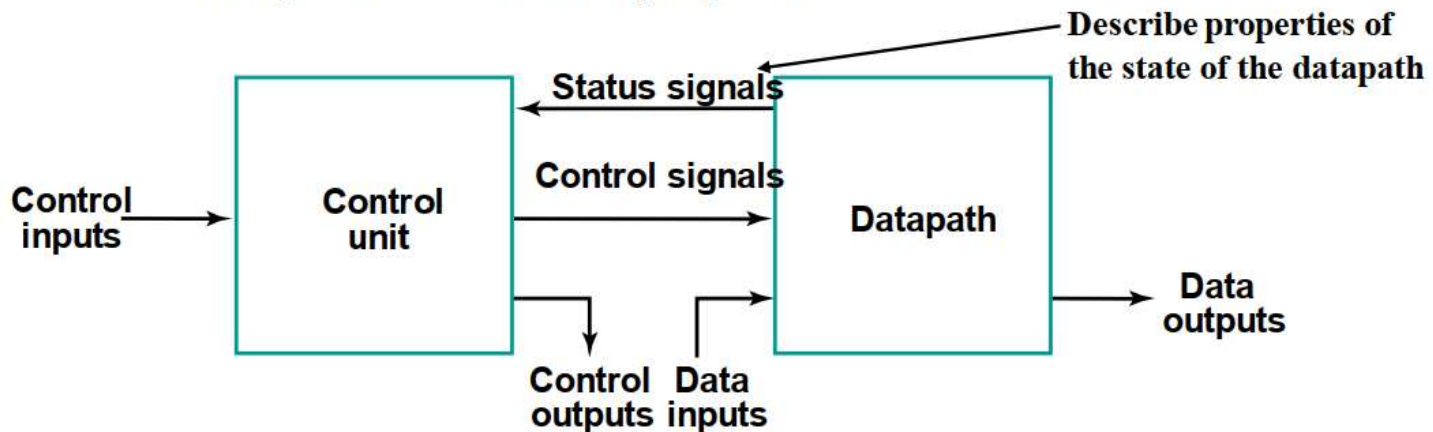 Describe properties of
the state of the datapath
Status signals
Control signals
Control
inputs
Control
unit
Datapath
Data
outputs
Control
outputs
Data
inputs